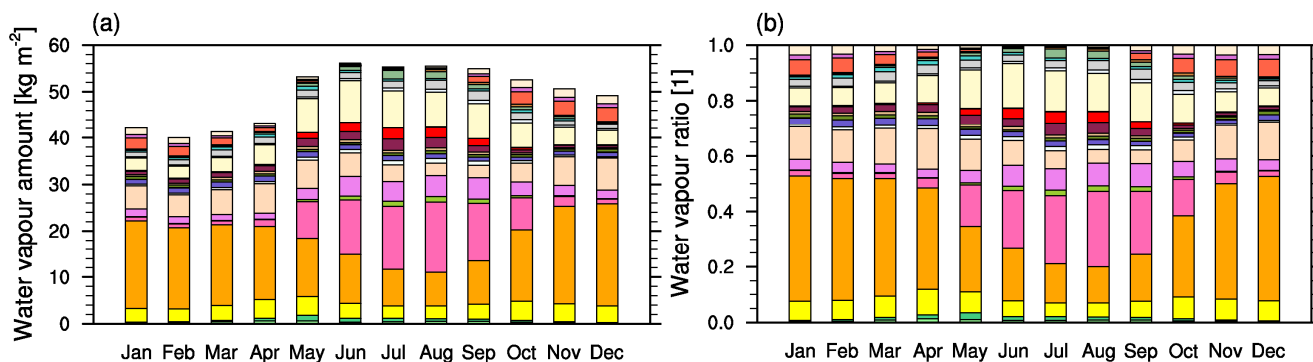 (a)
Water vapour amount [kg m-2]
60
50
40
30
20
10
0
Jan Feb Mar Apr May Jun Jul Aug Sep Oct Nov Dec
(b)
Water vapour ratio [1]
1.0
0.8
0.6
0.4
0.2
0.0
Jan Feb Mar Apr May Jun Jul Aug Sep Oct Nov Dec